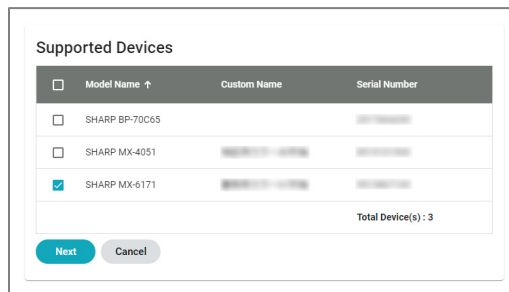 Supported Devices
Model Name ↑ Custom Name Serial Number
SHARP BP-70C65
SHARP MX-4051
SHARP MX-6171
Total Device(s) : 3
Next Cancel